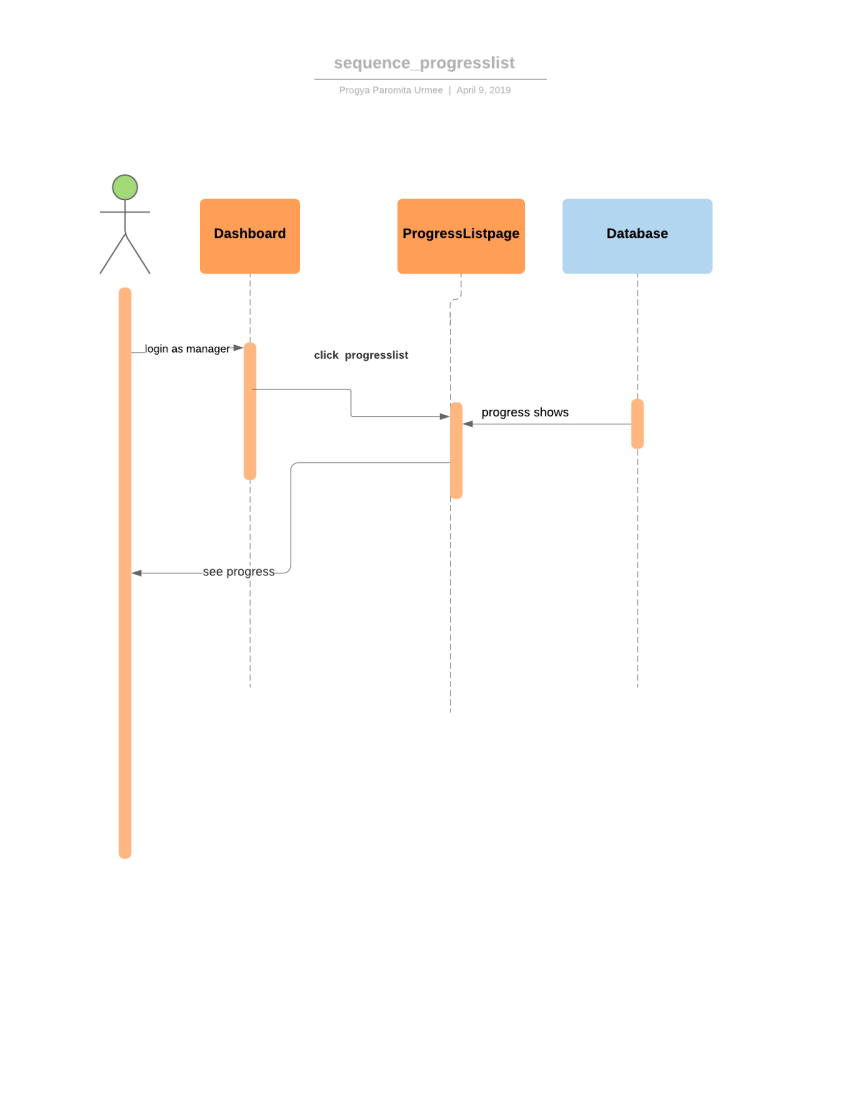 sequence_progresslist
Progya Paromita Urmee | April 9, 2019
Dashboard
ProgressListpage
Database
login as manager
click progresslist
progress shows
see progress